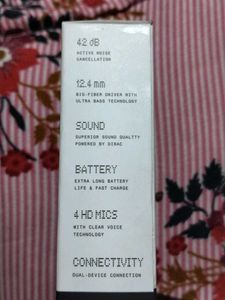 42 dB
ACTIVE NOISE
CANCELLATION
12.4 mm
BIO-FIBER DRIVER WITH
ULTRA BASS TECHNOLOGY
SOUND
SUPERIOR SOUND QUALTTY
POWERED BY DIRAC
BATTERY
EXTRA LONG BATTERY
LIFE & FAST CHARGE
4 HD MICS
WITH CLEAR VOICE
TECHNOLOGY
CONNECTIVITY
DUAL-DEVICE CONNECTION